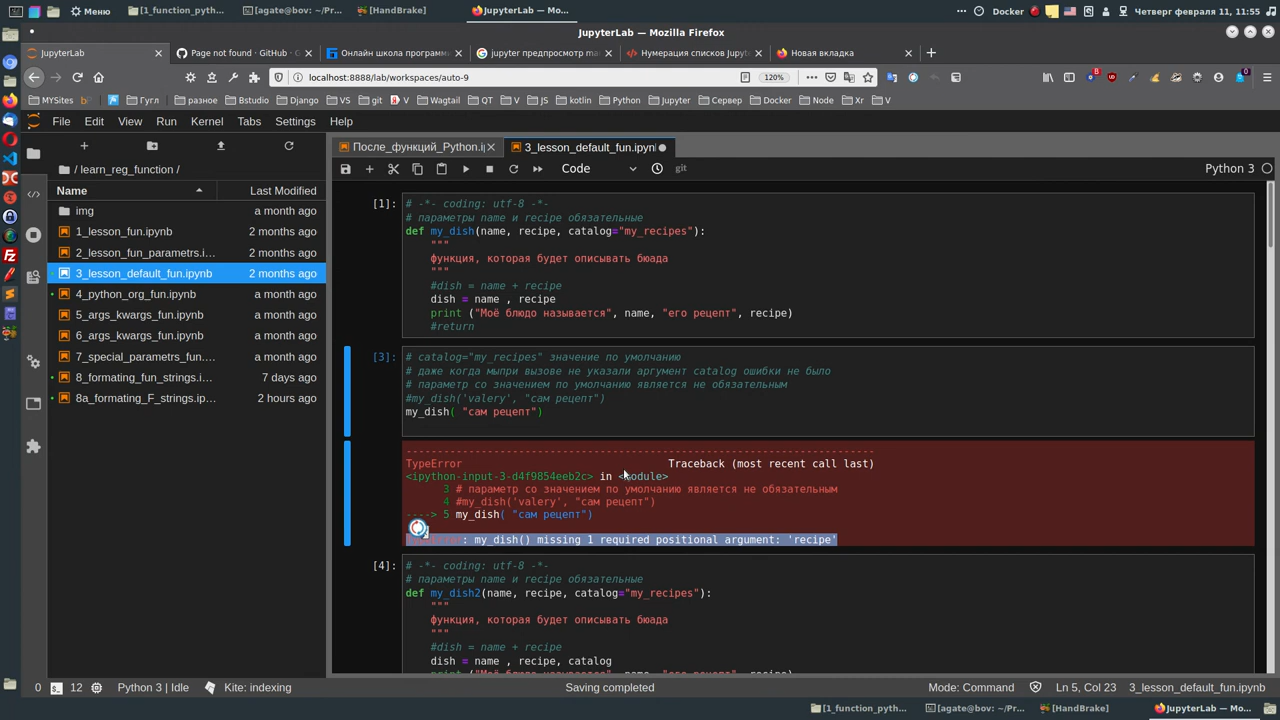 Меню
[1_function_pyth...
[agate@bov: ~/Pr...
[HandBrake]
JupyterLab — Mo...
Docker
Четверг февраля 11, 11:55
JupyterLab — Mozilla Firefox
JupyterLab
Page not found · GitHub · G
Онлайн школа программ
jupyter предпросмотр ma
Нумерация списков Jupyte
Новая вкладка
localhost:8888/lab/workspaces/auto-9
120%
MYSites
Гугл
разное
Bstudio
Django
VS
git
V
Wagtail
QT
V
JS
kotlin
Python
Jupyter
Сервер
Docker
Node
Xr
V
File Edit View Run Kernel Tabs Settings Help
/ learn_reg_function /
Name Last Modified
img a month ago
1_lesson_fun.ipynb 2 months ago
2_lesson_fun_parametrs.i... 2 months ago
3_lesson_default_fun.ipynb 2 months ago
4_python_org_fun.ipynb a month ago
5_args_kwargs_fun.ipynb a month ago
6_args_kwargs_fun.ipynb a month ago
7_special_parametrs_fun.... a month ago
8_formating_fun_strings.i... 7 days ago
8a_formating_F_strings.ip... 2 hours ago
После_функций_Python.i
3_lesson_default_fun.ipyn
Code
git
Python 3
[1]:
# -*- coding: utf-8 -*-
# параметры name и recipe обязательные
def my_dish(name, recipe, catalog="my_recipes"):
"""
функция, которая будет описывать бюада
"""
#dish = name + recipe
dish = name , recipe
print ("Моё блюдо называется", name, "его рецепт", recipe)
#return
[3]:
# catalog="my_recipes" значение по умолчанию
# даже когда мыпри вызове не указали аргумент catalog ошибки не было
# параметр со значением по умолчанию является не обязательным
#my_dish('valery', "сам рецепт")
my_dish( "сам рецепт")
---------------------------------------------------------------------------
TypeError Traceback (most recent call last)
<ipython-input-3-d4f9854eeb2c> in <module>
3 # параметр со значением по умолчанию является не обязательным
4 #my_dish('valery', "сам рецепт")
----> 5 my_dish( "сам рецепт")
: my_dish() missing 1 required positional argument: 'recipe'
[4]:
# -*- coding: utf-8 -*-
# параметры name и recipe обязательные
def my_dish2(name, recipe, catalog="my_recipes"):
"""
функция, которая будет описывать бюада
"""
#dish = name + recipe
dish = name , recipe, catalog
0
12
Python 3 | Idle
Kite: indexing
Saving completed
Mode: Command
Ln 5, Col 23
3_lesson_default_fun.ipynb
[1_function_pyth...
[agate@bov: ~/Pr...
[HandBrake]
JupyterLab — Mo...